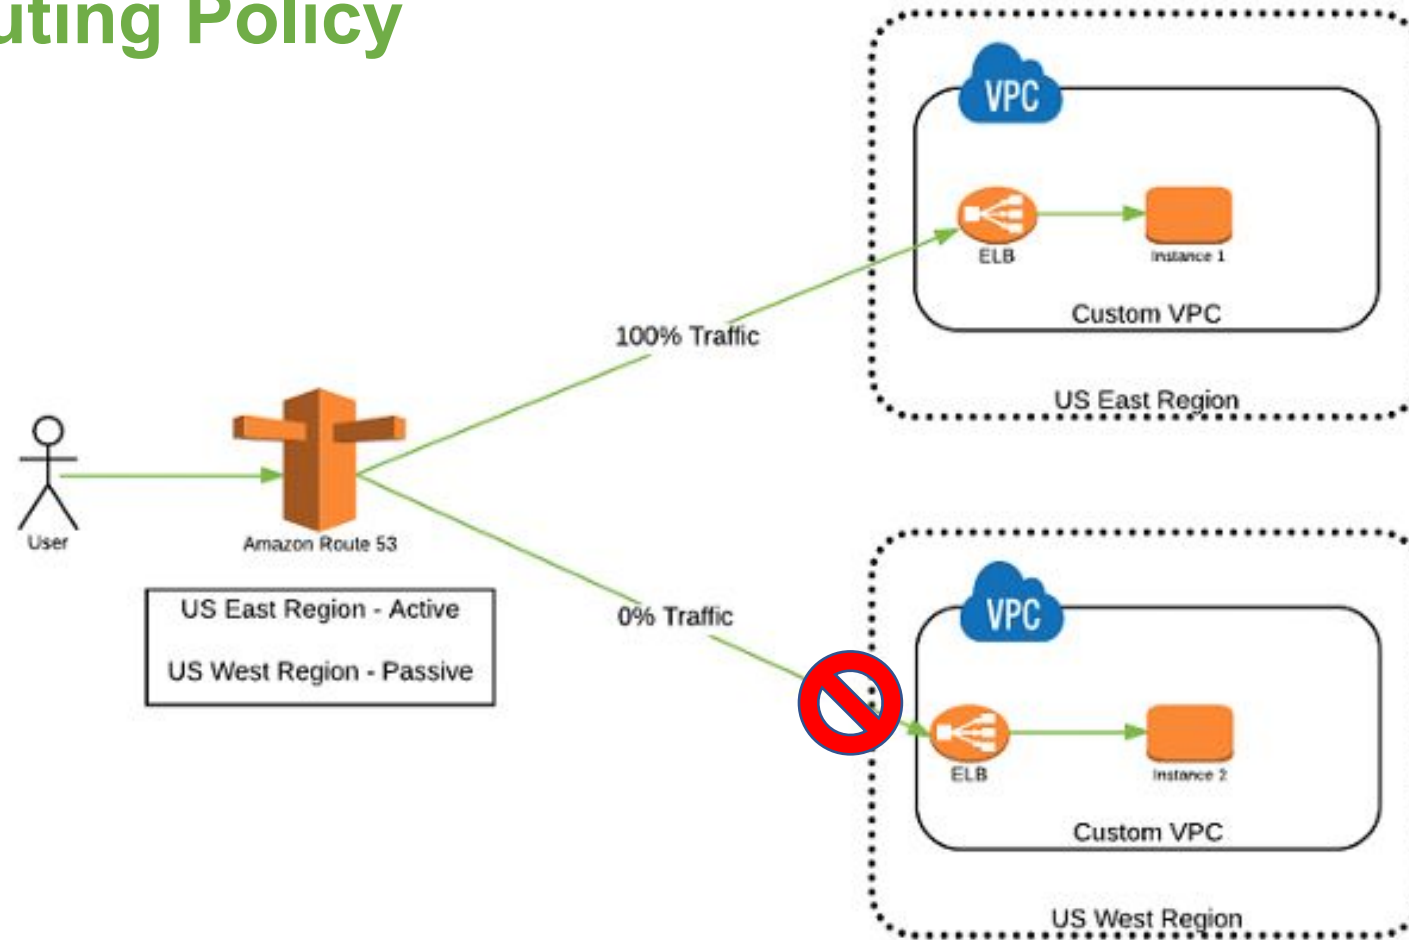 uting Policy
VPC
ELB
Instance 1
Custom VPC
100% Traffic
US East Region
User
Amazon Route 53
US East Region - Active
US West Region - Passive
0% Traffic
VPC
ELB
Instance 2
Custom VPC
US West Region